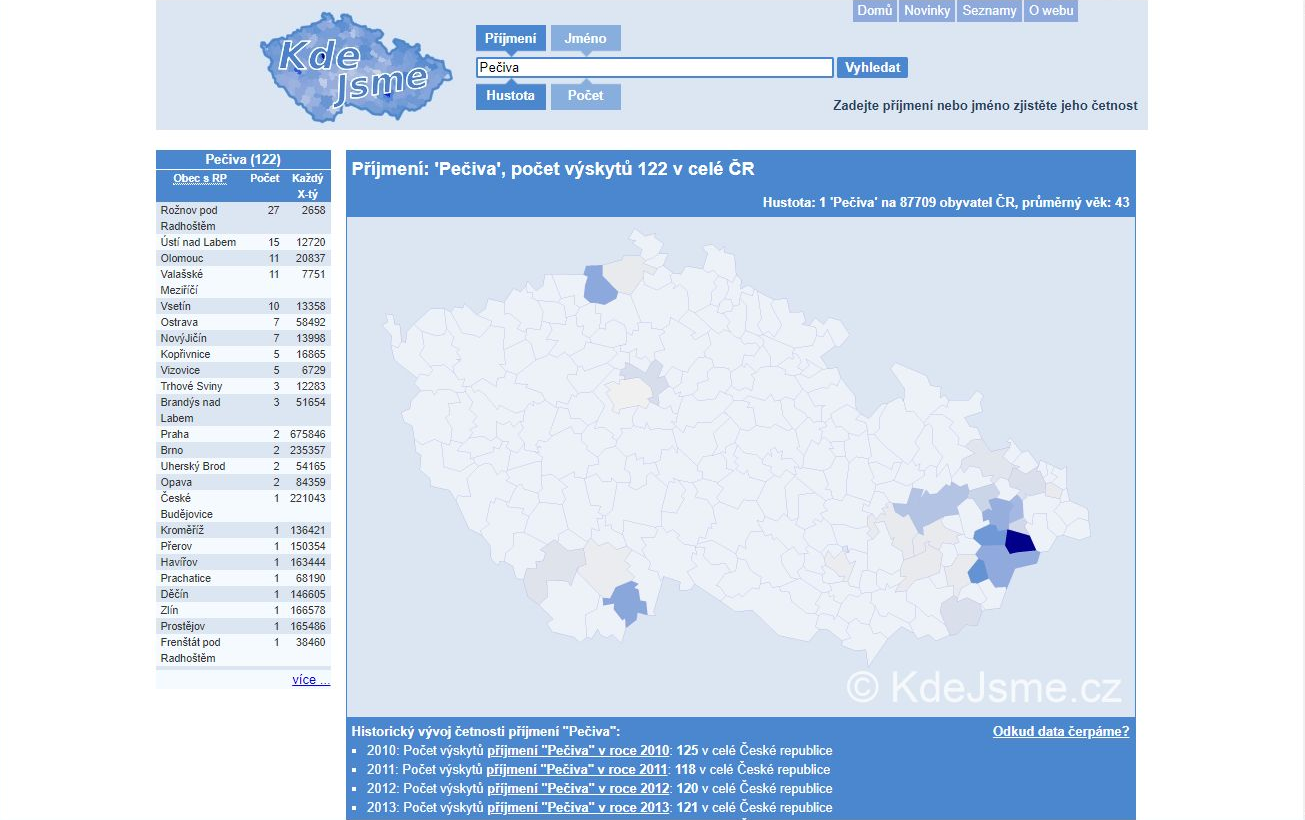 Domů Novinky Seznamy O webu
Kde
Jsme
Příjmení Jméno
Pečiva
Vyhledat
Hustota Počet
Zadejte příjmení nebo jméno zjistěte jeho četnost
Pečiva (122)
Obec s RP Počet Každý X-tý
Rožnov pod Radhoštěm 27 2658
Ústí nad Labem 15 12720
Olomouc 11 20837
Valašské Meziříčí 11 7751
Vsetín 10 13358
Ostrava 7 58492
NovýJičín 7 13998
Kopřivnice 5 16865
Vizovice 5 6729
Trhové Sviny 3 12283
Brandýs nad Labem 3 51654
Praha 2 675846
Brno 2 235357
Uherský Brod 2 54165
Opava 2 84359
České Budějovice 1 221043
Kroměříž 1 136421
Přerov 1 150354
Havířov 1 163444
Prachatice 1 68190
Děčín 1 146605
Zlín 1 166578
Prostějov 1 165486
Frenštát pod Radhoštěm 1 38460
více ...
Příjmení: 'Pečiva', počet výskytů 122 v celé ČR
Hustota: 1 'Pečiva' na 87709 obyvatel ČR, průměrný věk: 43
© KdeJsme.cz
Historický vývoj četnosti příjmení "Pečiva":
Odkud data čerpáme?
2010: Počet výskytů příjmení "Pečiva" v roce 2010: 125 v celé České republice
2011: Počet výskytů příjmení "Pečiva" v roce 2011: 118 v celé České republice
2012: Počet výskytů příjmení "Pečiva" v roce 2012: 120 v celé České republice
2013: Počet výskytů příjmení "Pečiva" v roce 2013: 121 v celé České republice